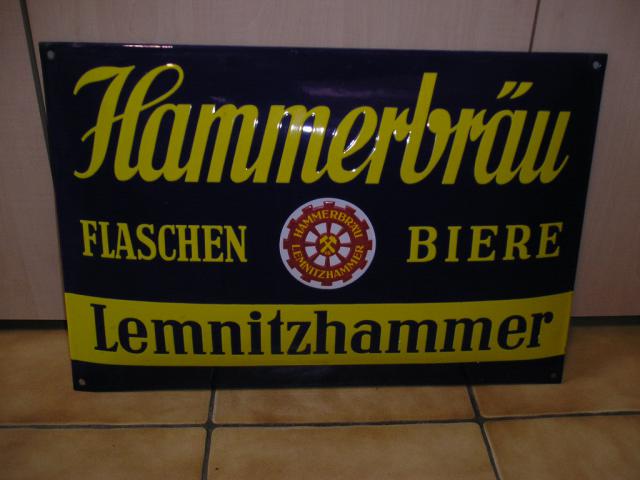 Hammerbräu
FLASCHEN BIERE
HAMMERBRÄU
LEMNITZHAMMER
Lemnitzhammer